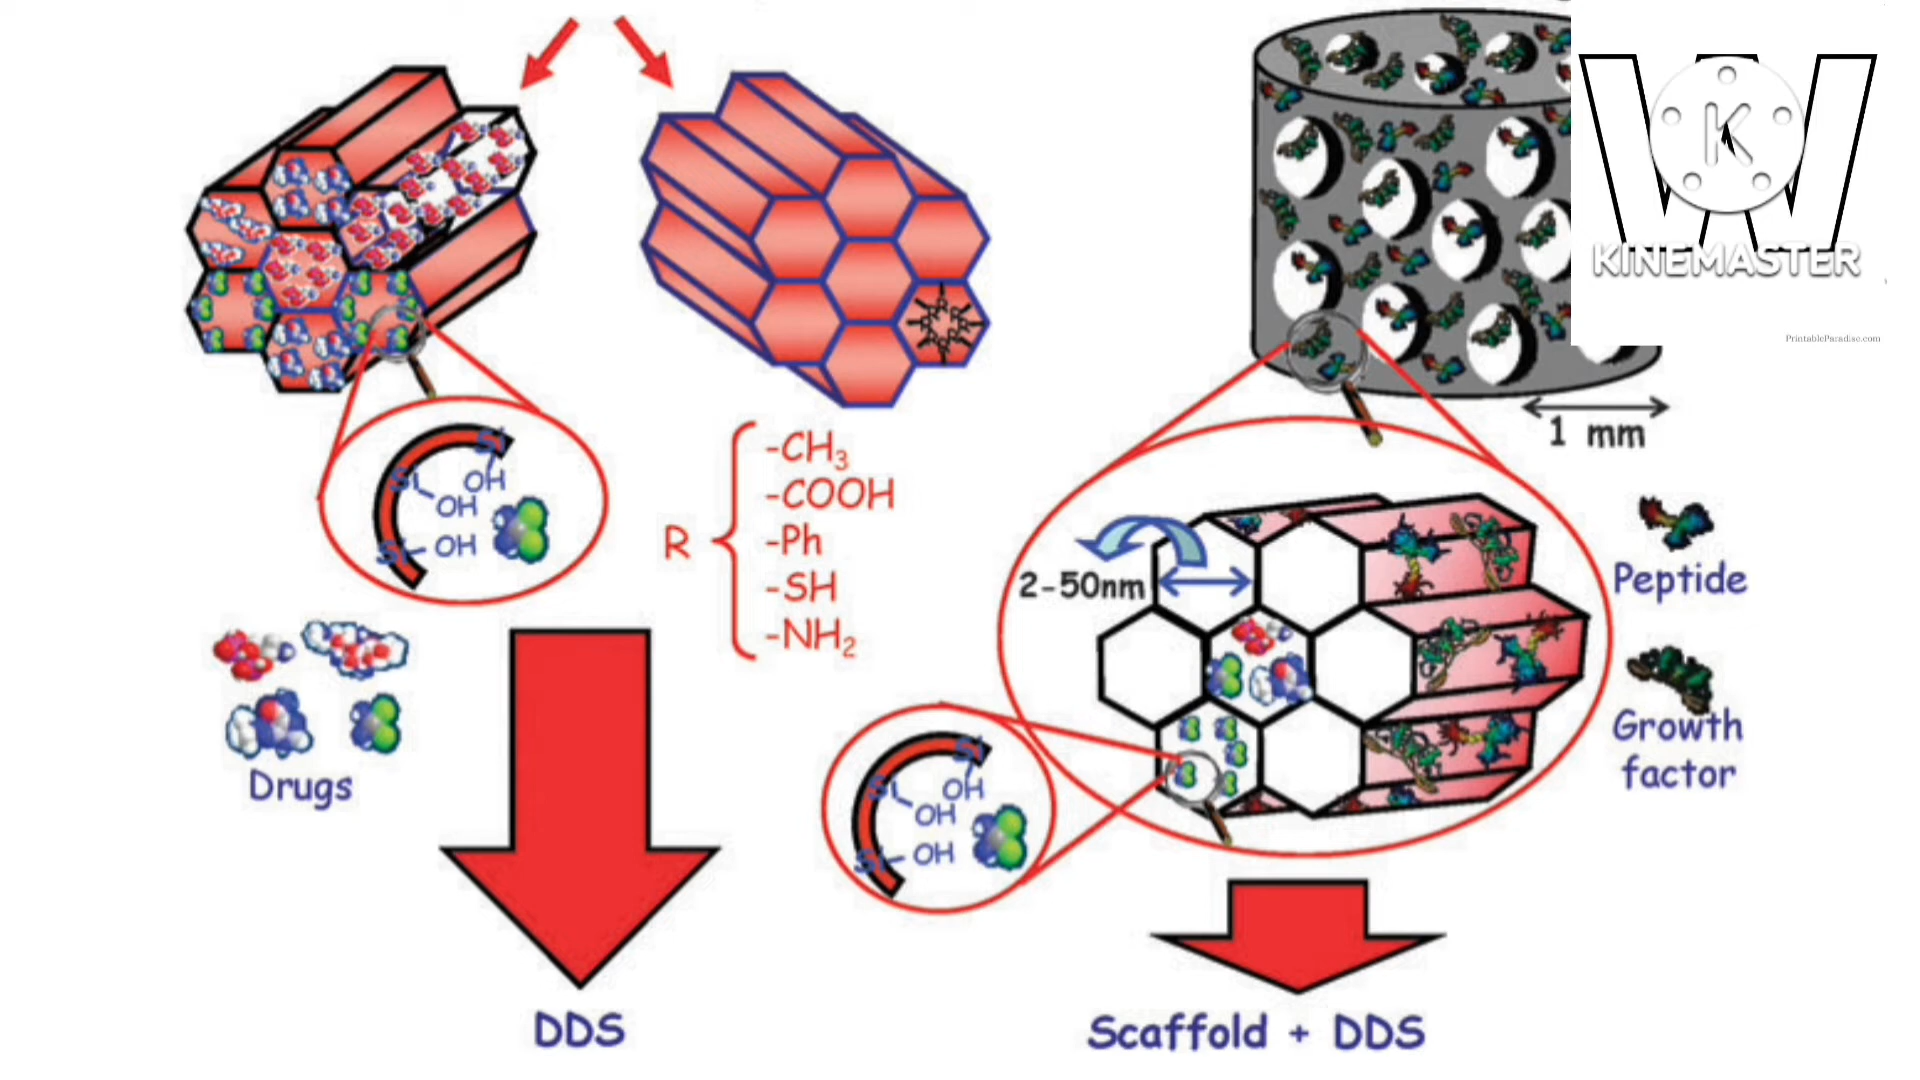 W
K
KINEMASTER
PrintableParadise.com
1 mm
Si
Si OH
OH
Si OH
R
-CH₃
-COOH
-Ph
-SH
-NH₂
2-50nm
Peptide
Growth
factor
Drugs
Si
Si OH
OH
Si OH
DDS
Scaffold + DDS